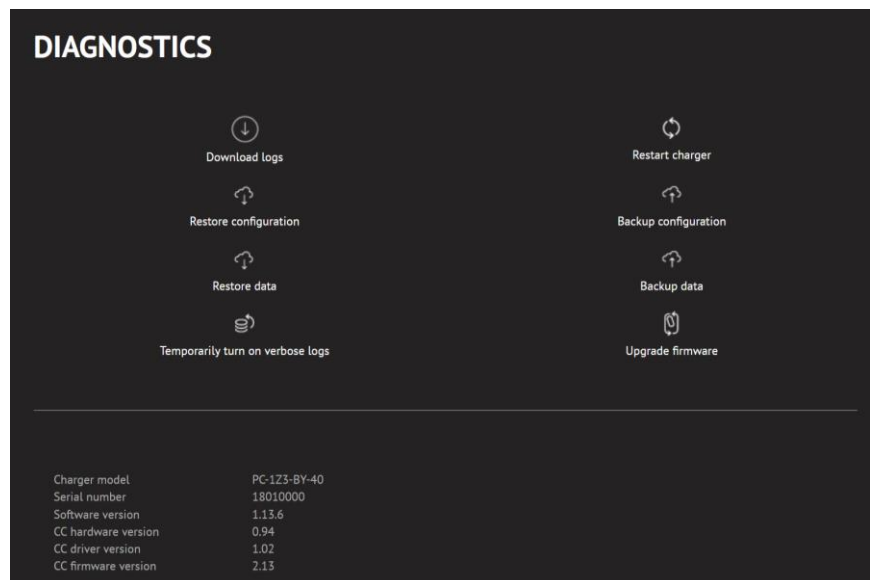 DIAGNOSTICS
Download logs
Restart charger
Restore configuration
Backup configuration
Restore data
Backup data
Temporarily turn on verbose logs
Upgrade firmware
Charger model PC-1Z3-BY-40
Serial number 18010000
Software version 1.13.6
CC hardware version 0.94
CC driver version 1.02
CC firmware version 2.13